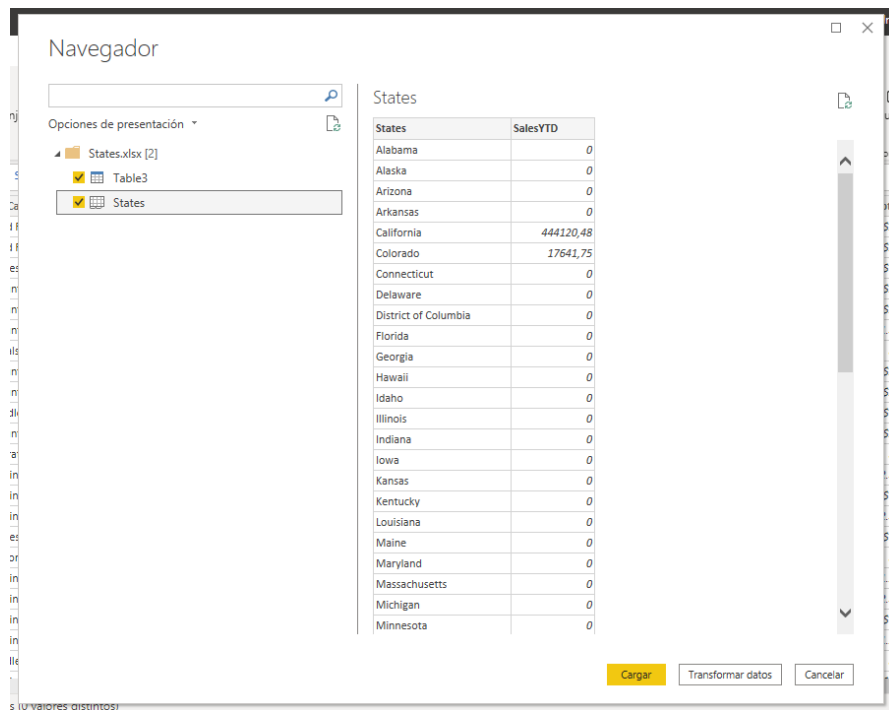 Navegador
Opciones de presentación
States.xlsx [2]
Table3
States
States
States SalesYTD
Alabama 0
Alaska 0
Arizona 0
Arkansas 0
California 444120,48
Colorado 17641,75
Connecticut 0
Delaware 0
District of Columbia 0
Florida 0
Georgia 0
Hawaii 0
Idaho 0
Illinois 0
Indiana 0
Iowa 0
Kansas 0
Kentucky 0
Louisiana 0
Maine 0
Maryland 0
Massachusetts 0
Michigan 0
Minnesota 0
Cargar Transformar datos Cancelar
s (0 valores distintos)